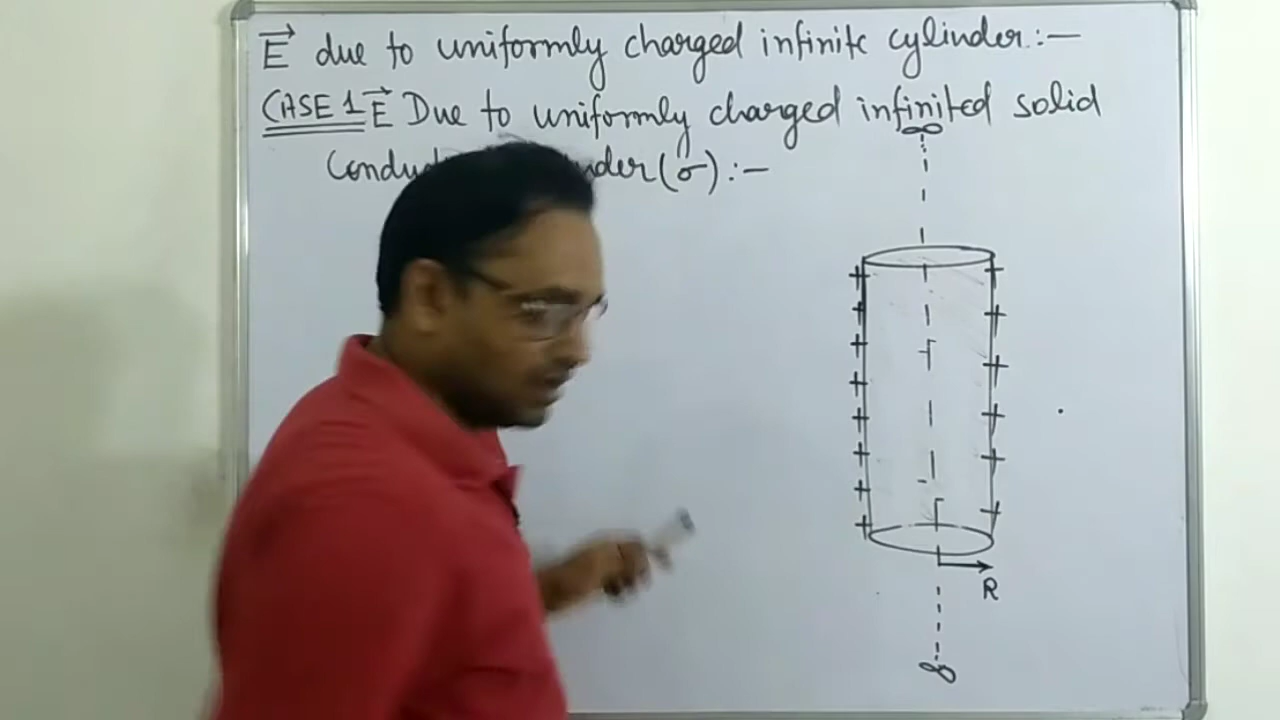 E⃗ due to uniformly charged infinite cylinder:—
CASE 1 E⃗ Due to uniformly charged infinited solid
(σ):—
∞
R
∞